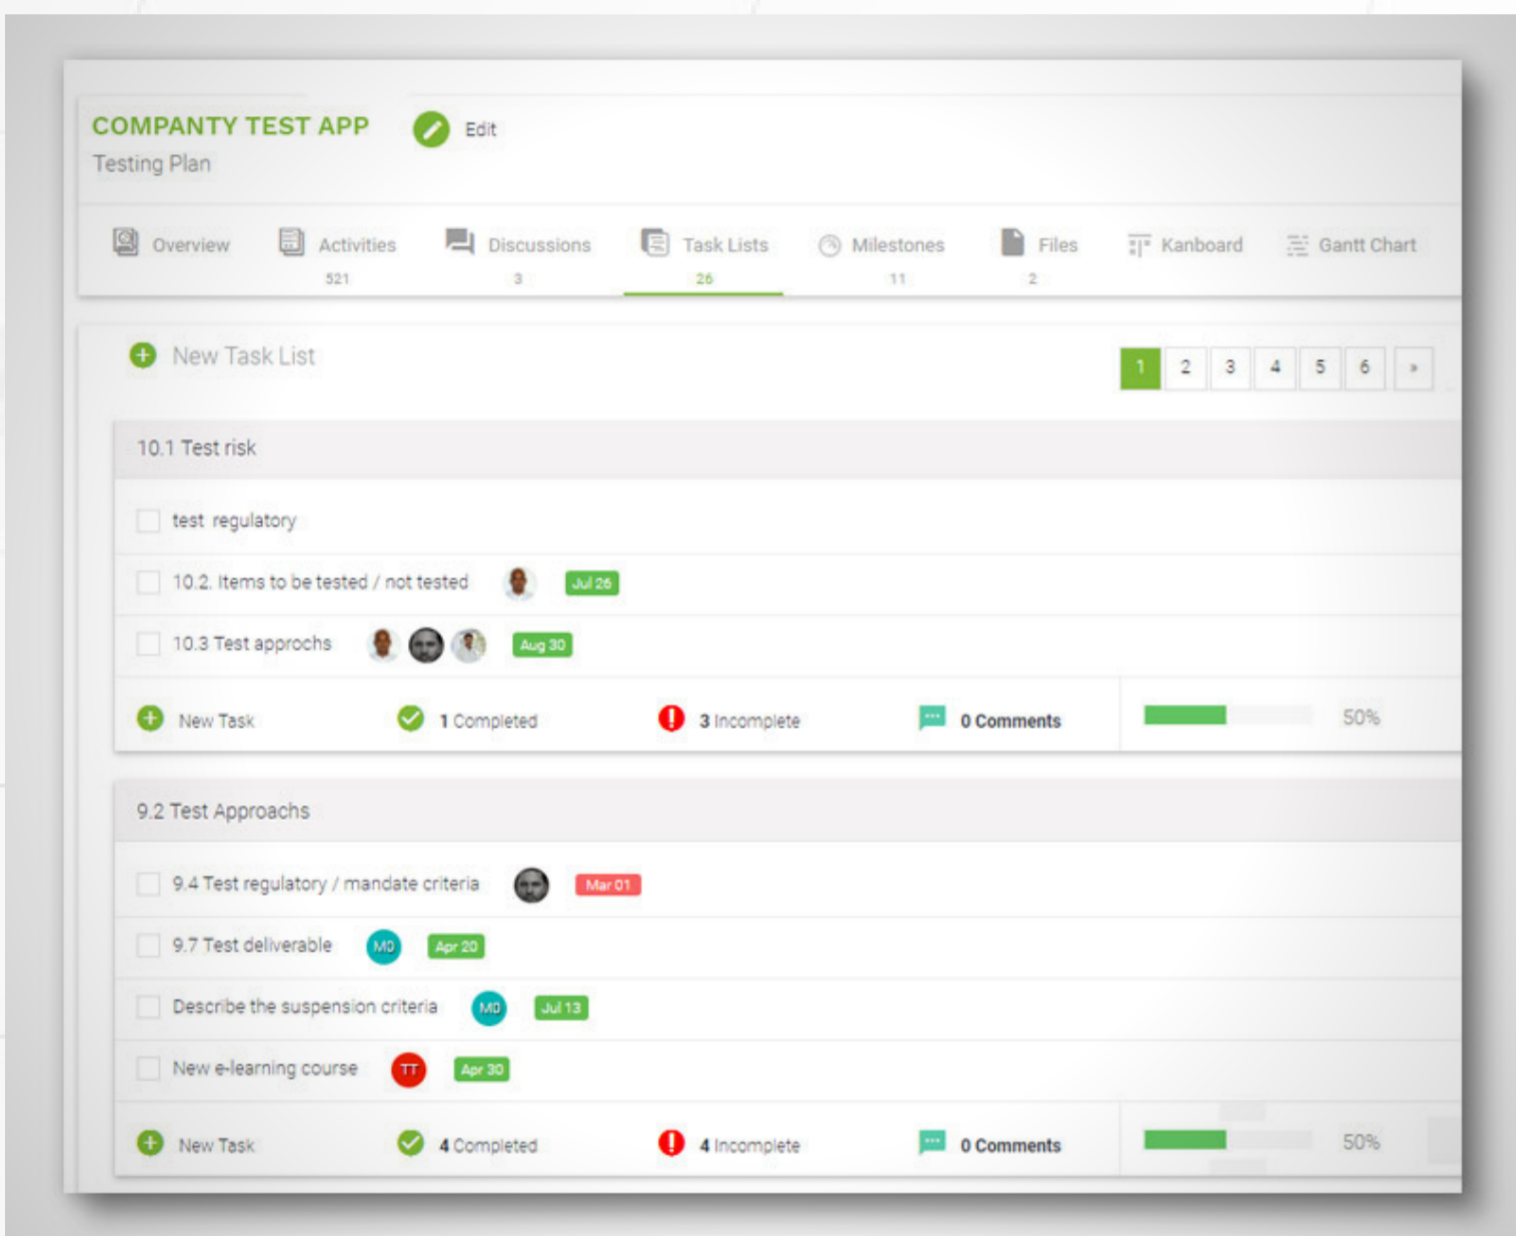 COMPANTY TEST APP
Edit
Testing Plan
Overview
Activities
521
Discussions
3
Task Lists
26
Milestones
11
Files
2
Kanboard
Gantt Chart
New Task List
1 2 3 4 5 6 »
10.1 Test risk
test regulatory
10.2. Items to be tested / not tested Jul 26
10.3 Test approchs Aug 30
New Task 1 Completed 3 Incomplete 0 Comments 50%
9.2 Test Approachs
9.4 Test regulatory / mandate criteria Mar 01
9.7 Test deliverable MO Apr 20
Describe the suspension criteria MO Jul 13
New e-learning course TT Apr 30
New Task 4 Completed 4 Incomplete 0 Comments 50%